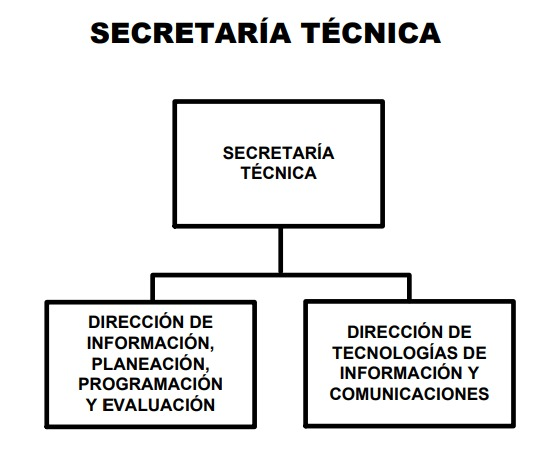 SECRETARÍA TÉCNICA
SECRETARÍA
TÉCNICA
DIRECCIÓN DE
INFORMACIÓN,
PLANEACIÓN,
PROGRAMACIÓN
Y EVALUACIÓN
DIRECCIÓN DE
TECNOLOGÍAS DE
INFORMACIÓN Y
COMUNICACIONES